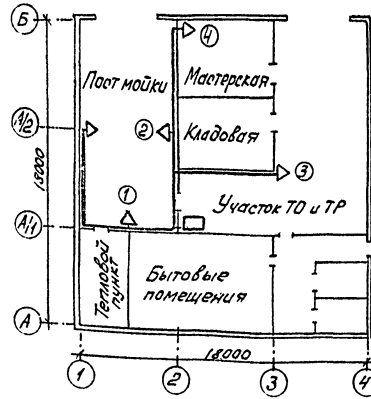 Б
4
Пост мойки
Мастерская
1/2
2
Кладовая
18000
3
1
Участок ТО и ТР
А/1
Тепловой
пункт
Бытовые
помещения
А
18000
1
2
3
4